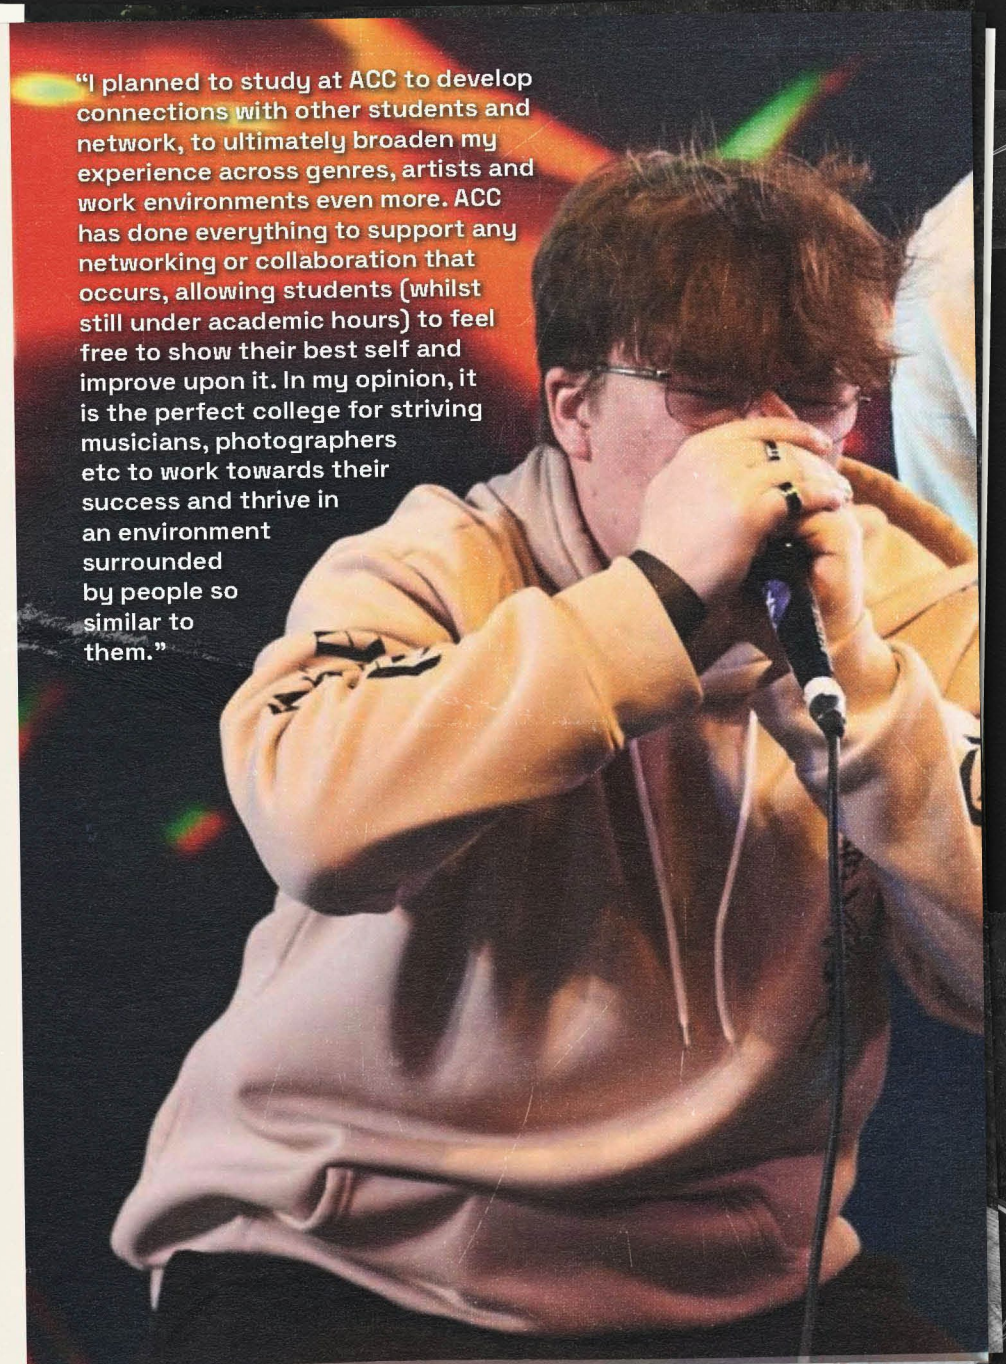 “I planned to study at ACC to develop
connections with other students and
network, to ultimately broaden my
experience across genres, artists and
work environments even more. ACC
has done everything to support any
networking or collaboration that
occurs, allowing students (whilst
still under academic hours) to feel
free to show their best self and
improve upon it. In my opinion, it
is the perfect college for striving
musicians, photographers
etc to work towards their
success and thrive in
an environment
surrounded
by people so
similar to
them.”